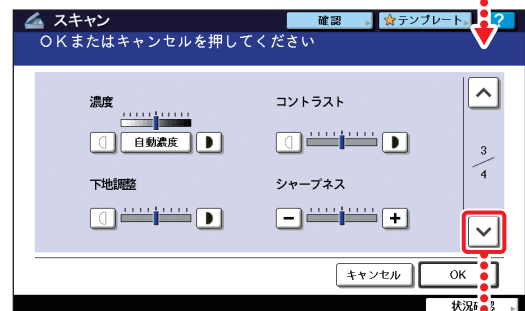 スキャン 確認 テンプレート ?
OKまたはキャンセルを押してください
濃度 コントラスト
自動濃度
3
4
下地調整 シャープネス
キャンセル OK
状況